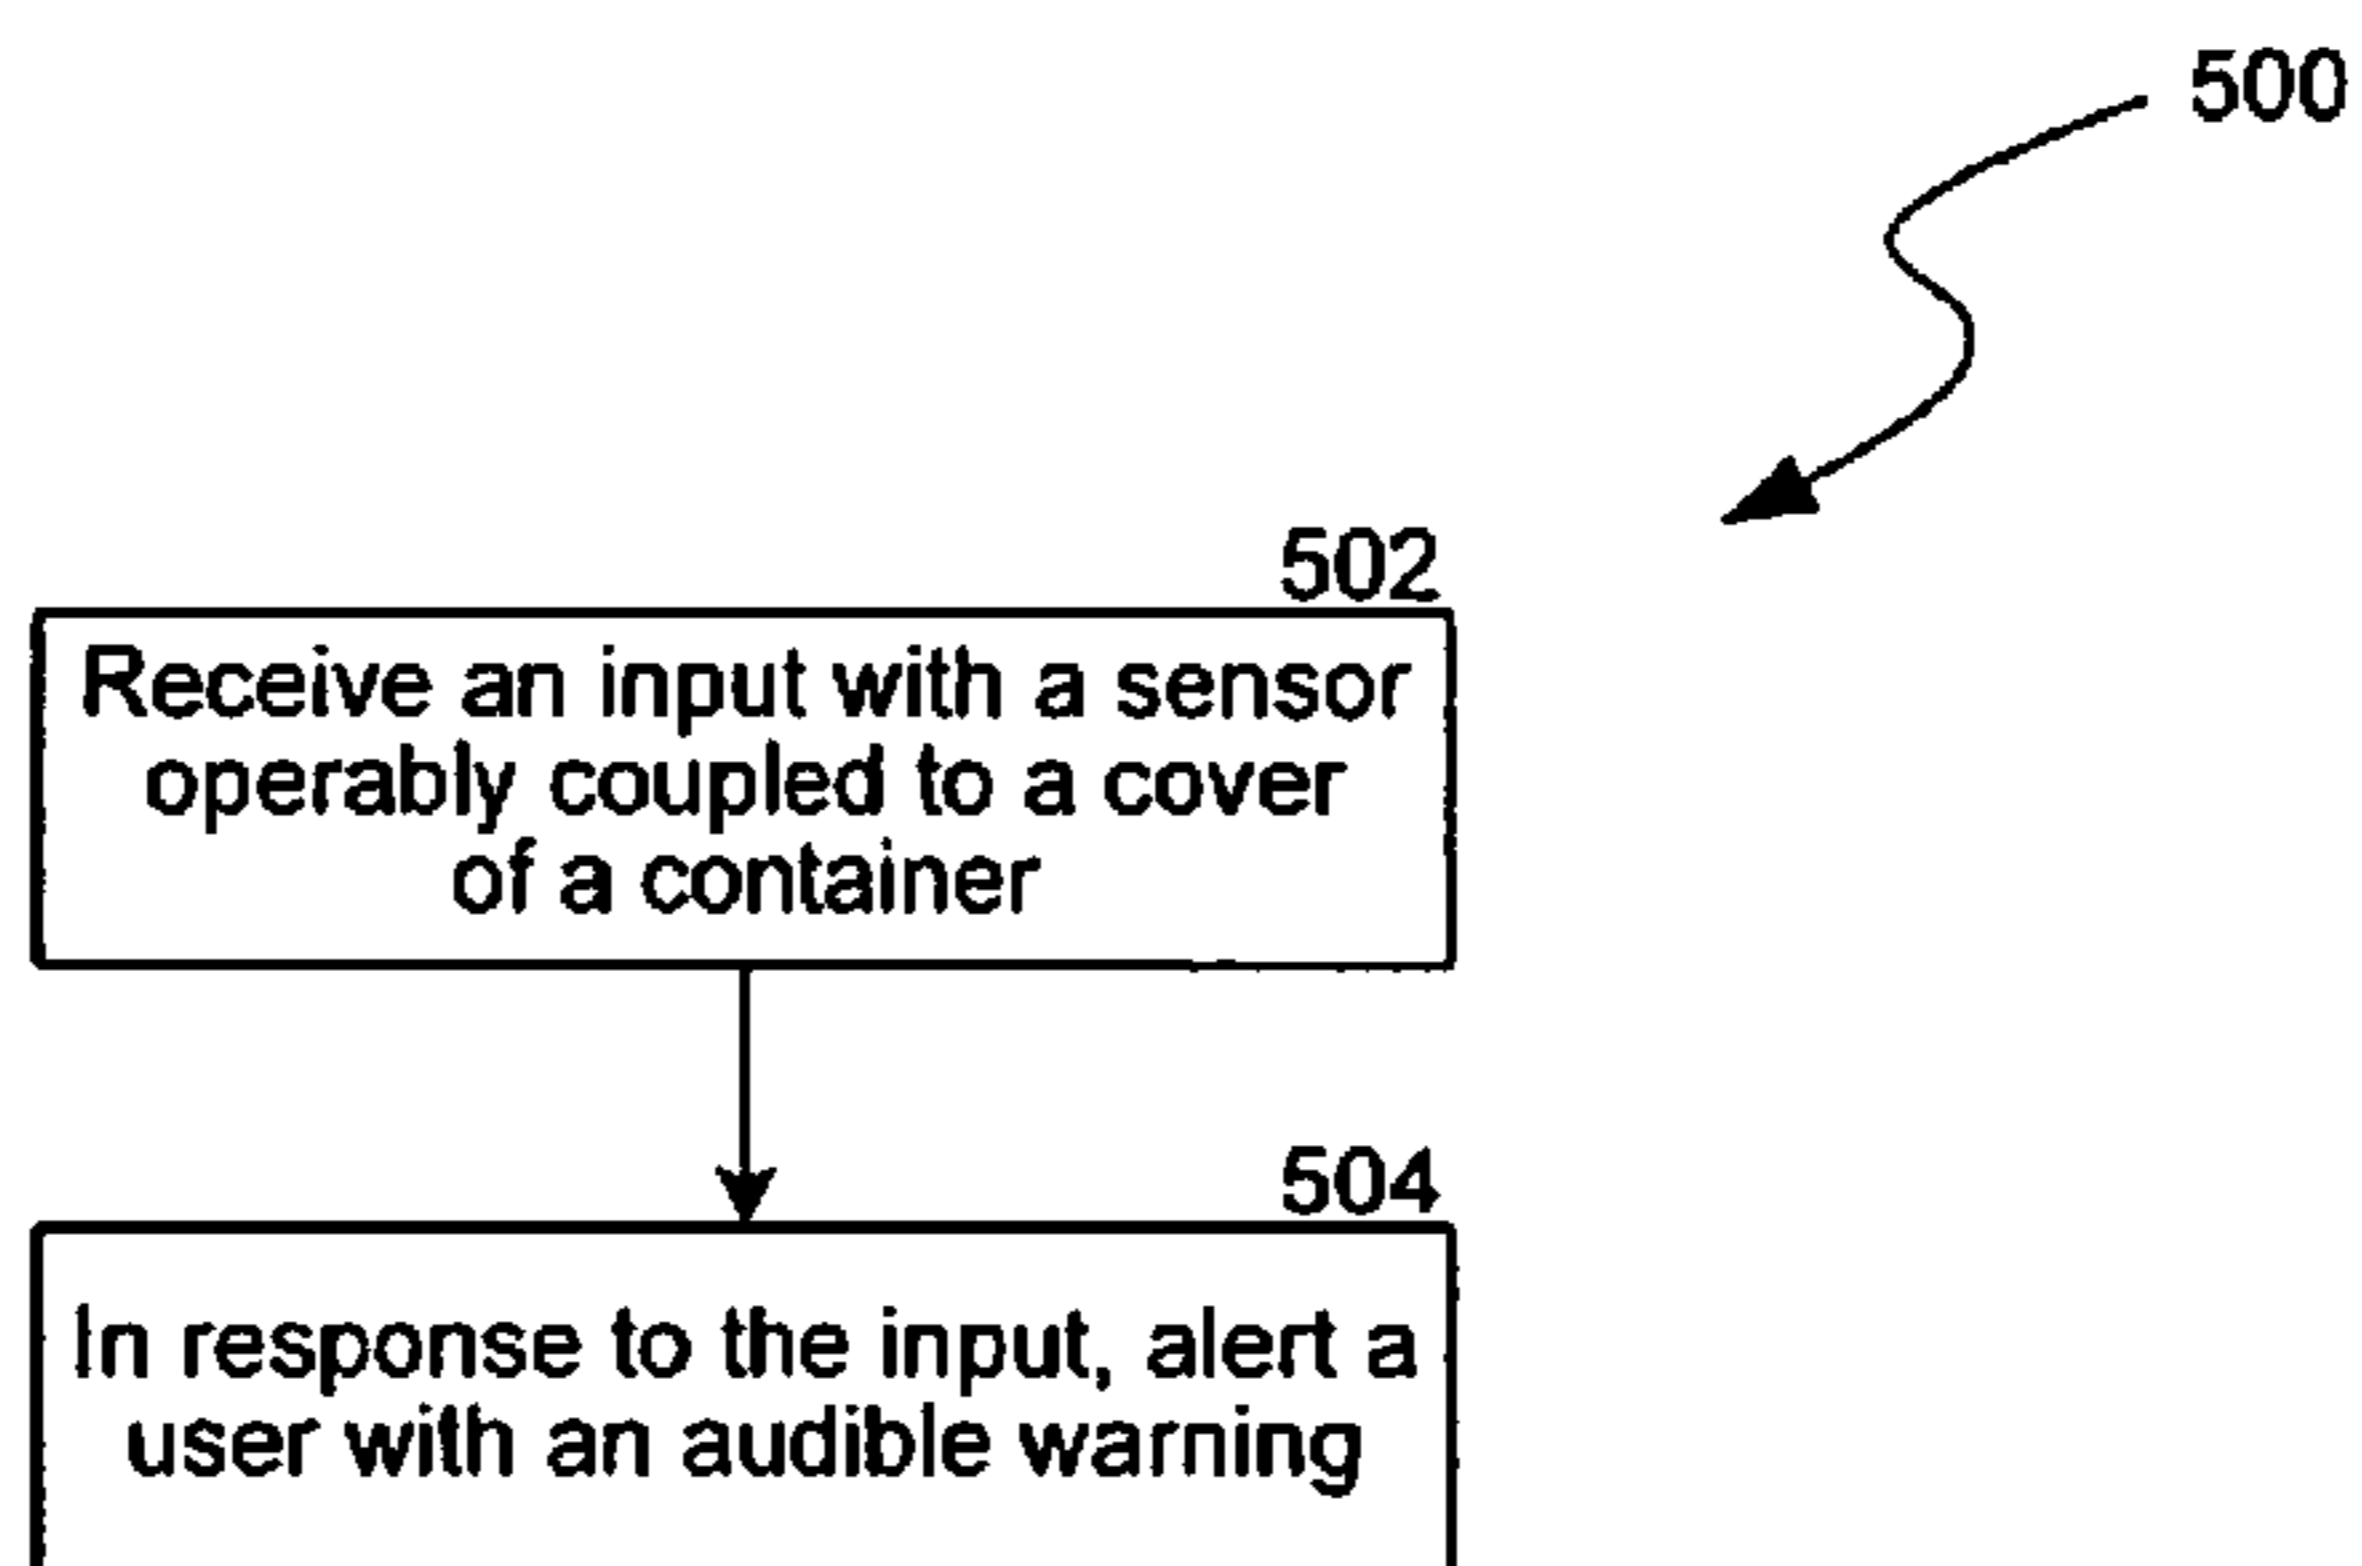 500
502
Receive an input with a sensor
operably coupled to a cover
of a container
504
In response to the input, alert a
user with an audible warning